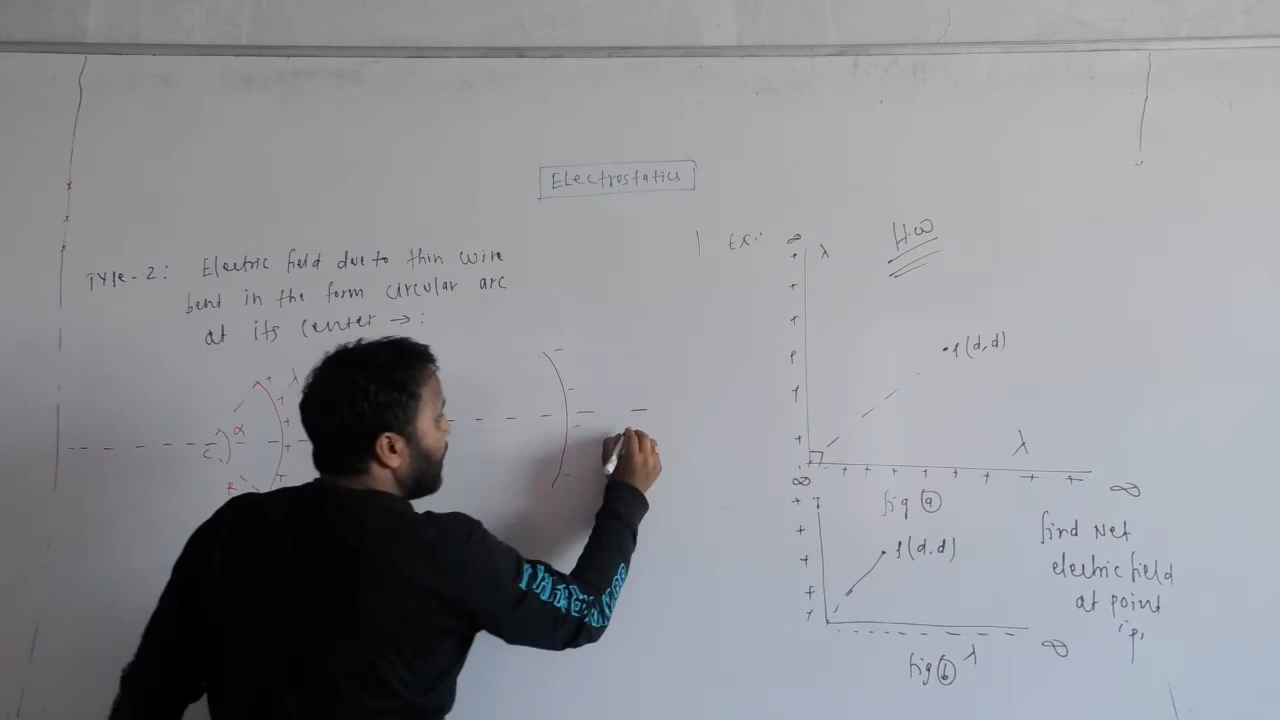 Electrostatics
TYPE-2: Electric field due to thin wire
bent in the form circular arc
at its center →:
λ
α
C
R
EX:-
H.W
∞
λ
P(d,d)
λ
∞
fig (a)
∞
P(d,d)
λ
∞
fig (b)
find Net
electric field
at point
'P'